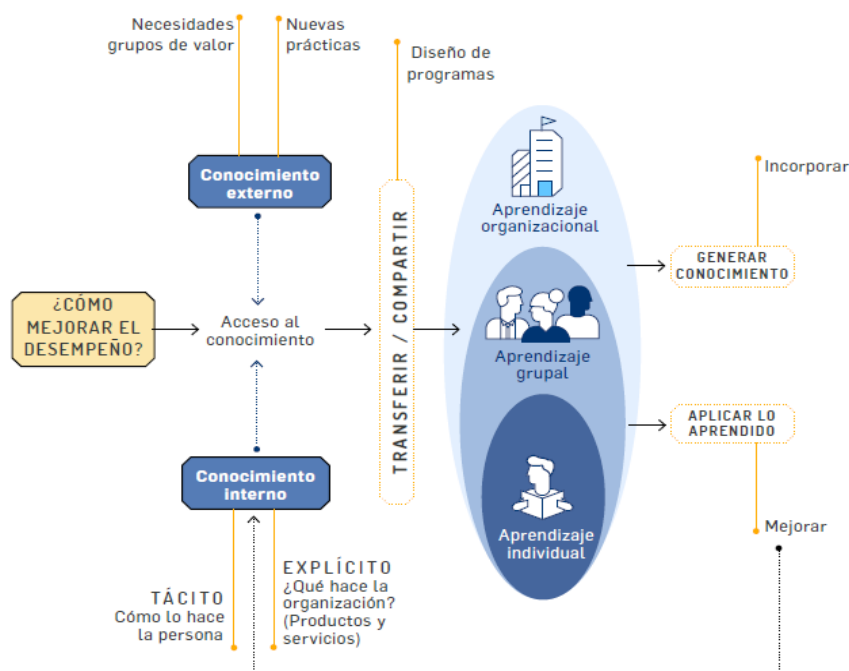 Necesidades
grupos de valor
Nuevas
prácticas
Diseño de
programas
Conocimiento
externo
Aprendizaje
organizacional
Incorporar
GENERAR
CONOCIMIENTO
¿CÓMO
MEJORAR EL
DESEMPEÑO?
Acceso al
conocimiento
TRANSFERIR / COMPARTIR
Aprendizaje
grupal
APLICAR LO
APRENDIDO
Conocimiento
interno
Aprendizaje
individual
Mejorar
TÁCITO
Cómo lo hace
la persona
EXPLÍCITO
¿Qué hace la
organización?
(Productos y
servicios)